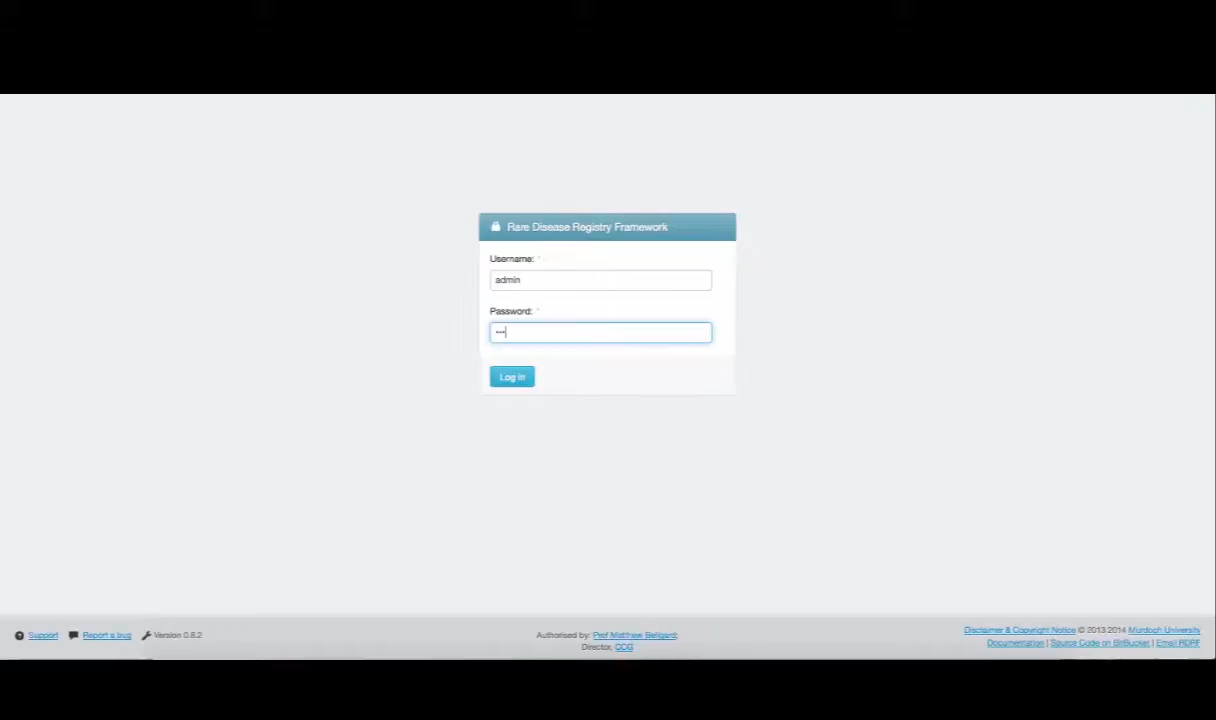 Rare Disease Registry Framework
Username: *
admin
Password: *
Log in
Support Report a bug Version 0.8.2
Authorised by: Prof Matthew Bellgard;
Director, CCG
Disclaimer & Copyright Notice © 2013 2014 Murdoch University
Documentation | Source Code on BitBucket | Email RDRF